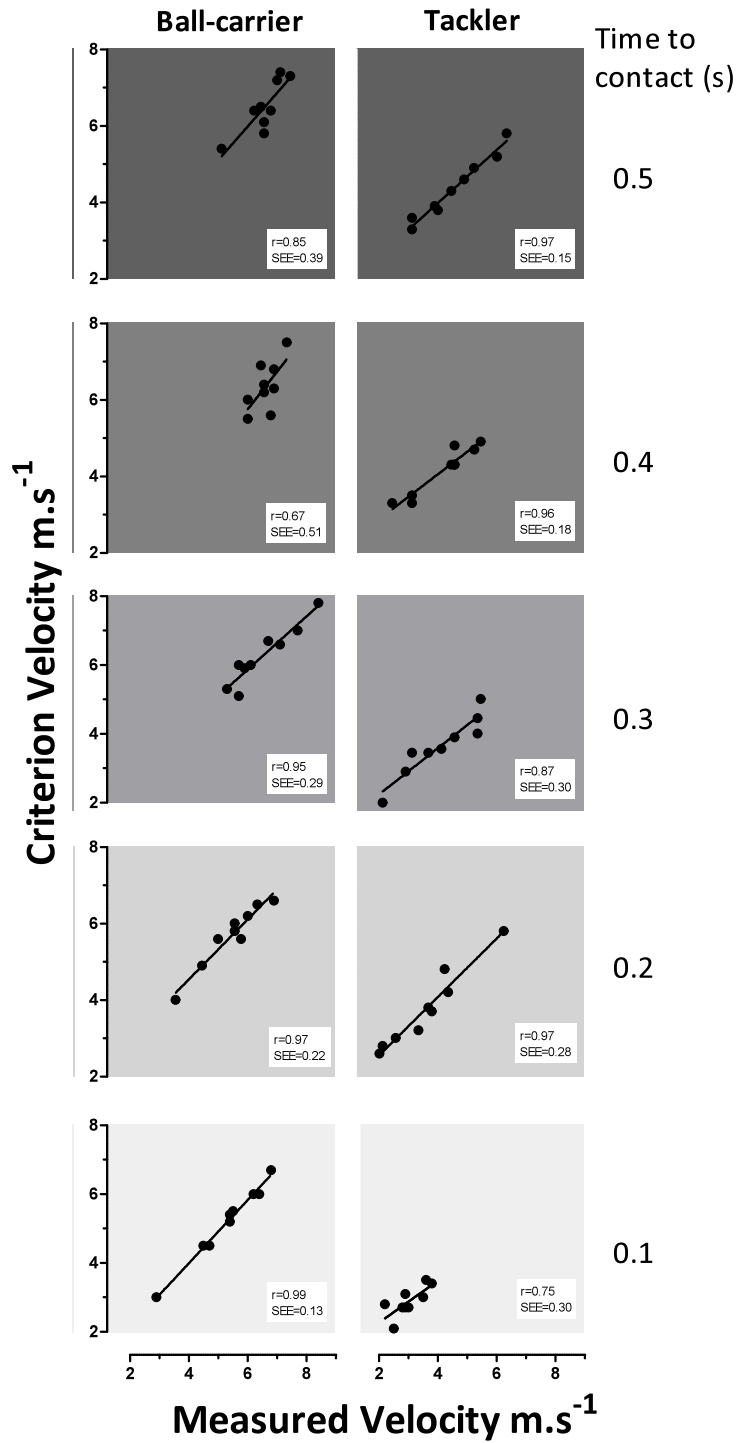 Ball-carrier
Tackler
Time to
contact (s)
8
6
4
2
r=0.85
SEE=0.39
r=0.97
SEE=0.15
0.5
8
6
4
2
r=0.67
SEE=0.51
r=0.96
SEE=0.18
0.4
Criterion Velocity m.s⁻¹
8
6
4
2
r=0.95
SEE=0.29
r=0.87
SEE=0.30
0.3
8
6
4
2
r=0.97
SEE=0.22
r=0.97
SEE=0.28
0.2
8
6
4
2
r=0.99
SEE=0.13
r=0.75
SEE=0.30
0.1
2 4 6 8
2 4 6 8
Measured Velocity m.s⁻¹